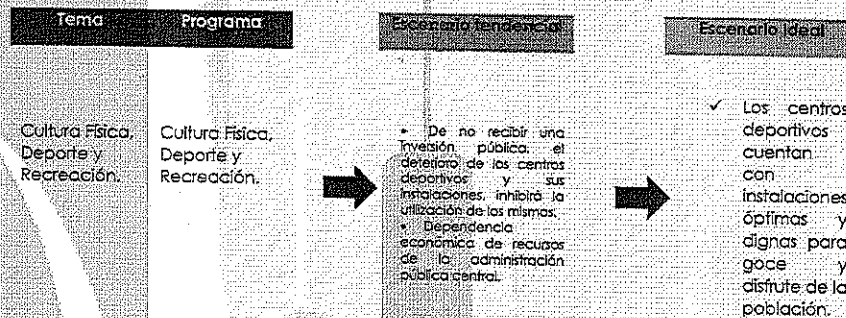 Tema
Programa
Escenario tendencial
Escenario ideal
Cultura Física,
Deporte y
Recreación.
Cultura Física,
Deporte y
Recreación.
• De no recibir una
inversión pública, el
deterioro de los centros
deportivos y sus
instalaciones, inhibirá la
utilización de los mismos.
• Dependencia
económica de recursos
de la administración
pública central.
✓ Los centros
deportivos
cuentan
con
instalaciones
óptimas y
dignas para
goce y
disfrute de la
población.